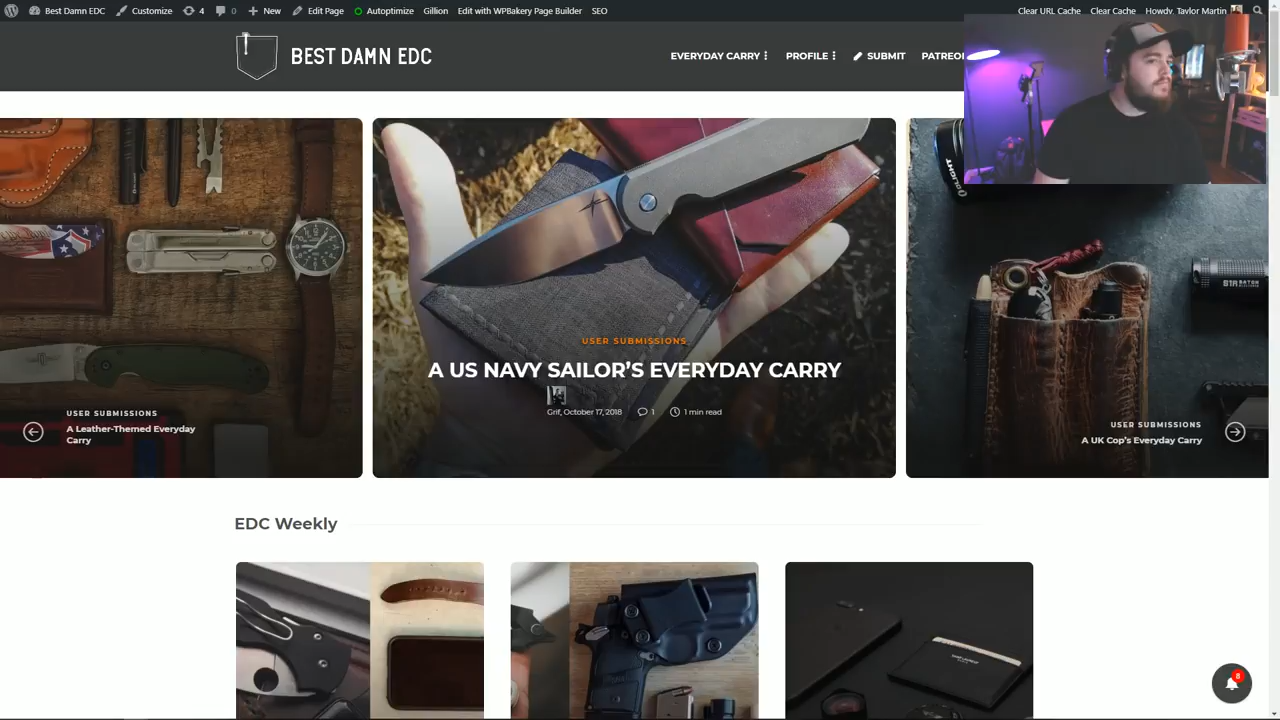 Best Damn EDC
Customize
4
0
New
Edit Page
Autoptimize
Gillion
Edit with WPBakery Page Builder
SEO
Clear URL Cache
Clear Cache
Howdy, Taylor Martin
BEST DAMN EDC
EVERYDAY CARRY
PROFILE
SUBMIT
OLIGHT
USER SUBMISSIONS
A Leather-Themed Everyday
Carry
USER SUBMISSIONS
A US NAVY SAILOR'S EVERYDAY CARRY
Grif, October 17, 2018
1
1 min read
USER SUBMISSIONS
A UK Cop's Everyday Carry
EDC Weekly
8